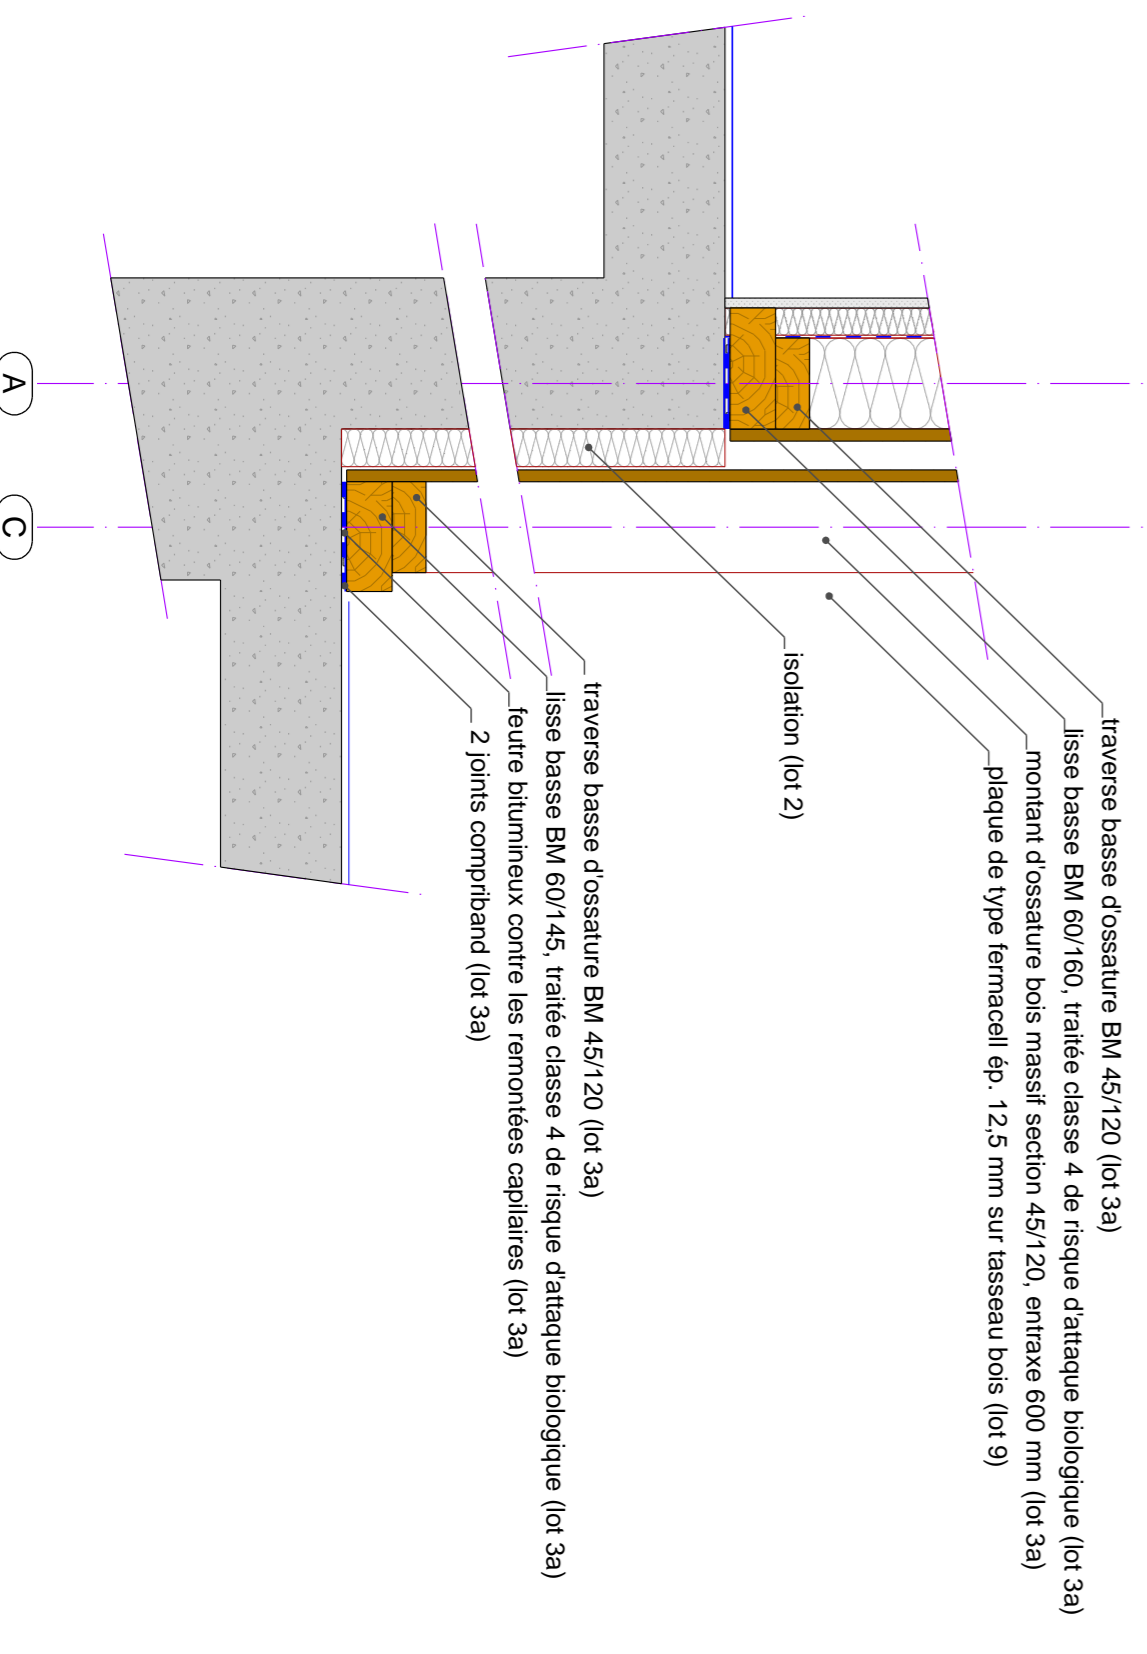 traverse basse d'ossature BM 45/120 (lot 3a)
lisse basse BM 60/160, traitée classe 4 de risque d'attaque biologique (lot 3a)
montant d'ossature bois massif section 45/120, entraxe 600 mm (lot 3a)
plaque de type fermacell ép. 12,5 mm sur tasseau bois (lot 9)
isolation (lot 2)
traverse basse d'ossature BM 45/120 (lot 3a)
lisse basse BM 60/145, traitée classe 4 de risque d'attaque biologique (lot 3a)
feutre bitumineux contre les remontées capilaires (lot 3a)
2 joints compriband (lot 3a)
A
C